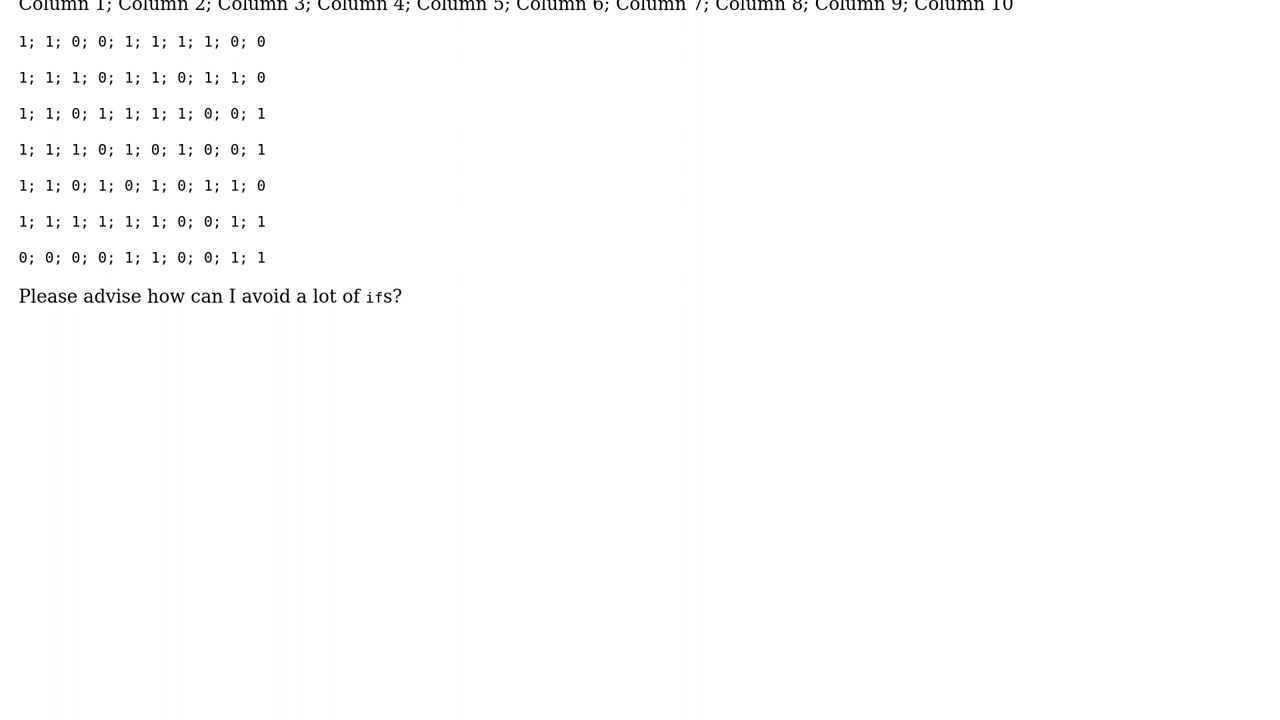 Column 1; Column 2; Column 3; Column 4; Column 5; Column 6; Column 7; Column 8; Column 9; Column 10
1; 1; 0; 0; 1; 1; 1; 1; 0; 0
1; 1; 1; 0; 1; 1; 0; 1; 1; 0
1; 1; 0; 1; 1; 1; 1; 0; 0; 1
1; 1; 1; 0; 1; 0; 1; 0; 0; 1
1; 1; 0; 1; 0; 1; 0; 1; 1; 0
1; 1; 1; 1; 1; 1; 0; 0; 1; 1
0; 0; 0; 0; 1; 1; 0; 0; 1; 1
Please advise how can I avoid a lot of ifs?